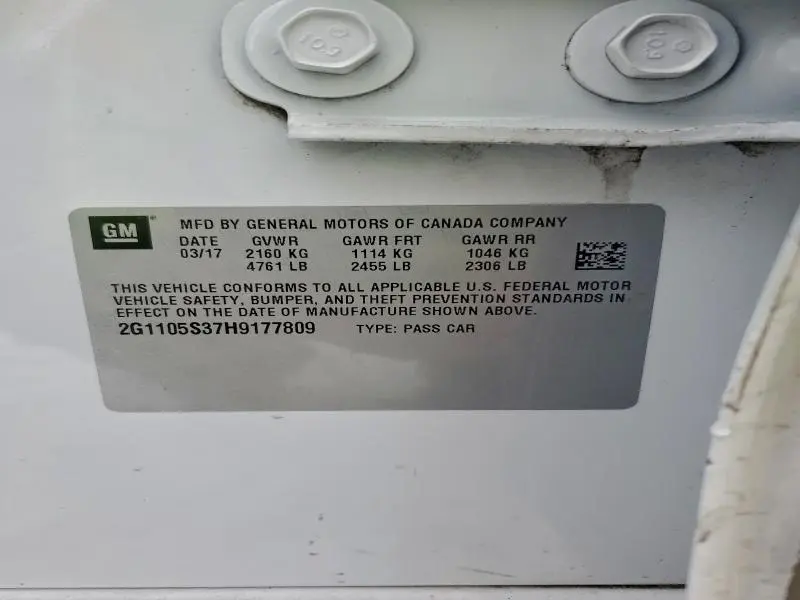 10.9
10.9
GM
MFD BY GENERAL MOTORS OF CANADA COMPANY
DATE GVWR GAWR FRT GAWR RR
03/17 2160 KG 1114 KG 1046 KG
4761 LB 2455 LB 2306 LB
THIS VEHICLE CONFORMS TO ALL APPLICABLE U.S. FEDERAL MOTOR
VEHICLE SAFETY, BUMPER, AND THEFT PREVENTION STANDARDS IN
EFFECT ON THE DATE OF MANUFACTURE SHOWN ABOVE.
2G1105S37H9177809 TYPE: PASS CAR